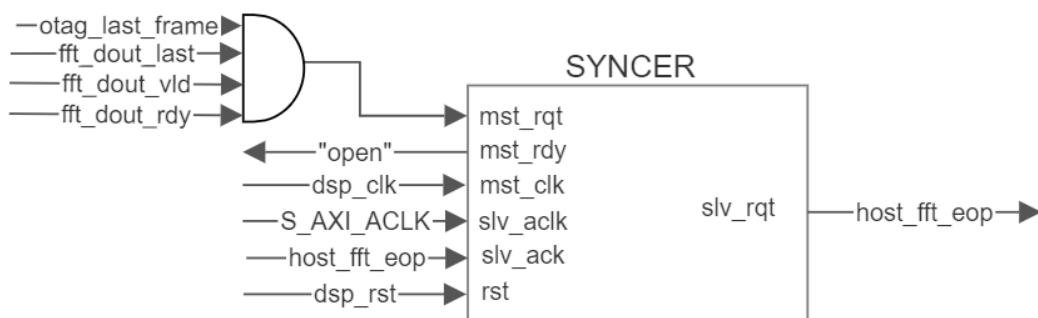 otag_last_frame
fft_dout_last
fft_dout_vld
fft_dout_rdy
SYNCER
mst_rqt
"open"
mst_rdy
dsp_clk
mst_clk
S_AXI_ACLK
slv_aclk
host_fft_eop
slv_ack
dsp_rst
rst
slv_rqt
host_fft_eop